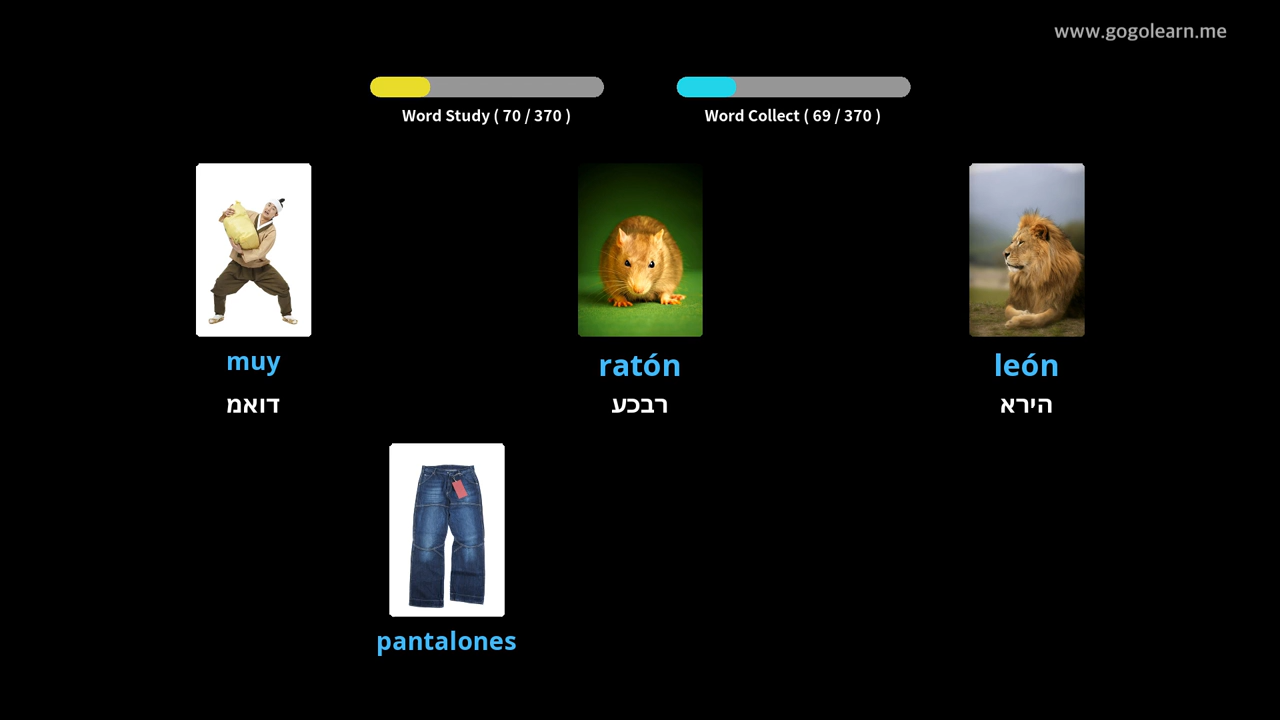 www.gogolearn.me
Word Study ( 70 / 370 )
Word Collect ( 69 / 370 )
muy
דואמ
ratón
רבכע
león
הירא
pantalones